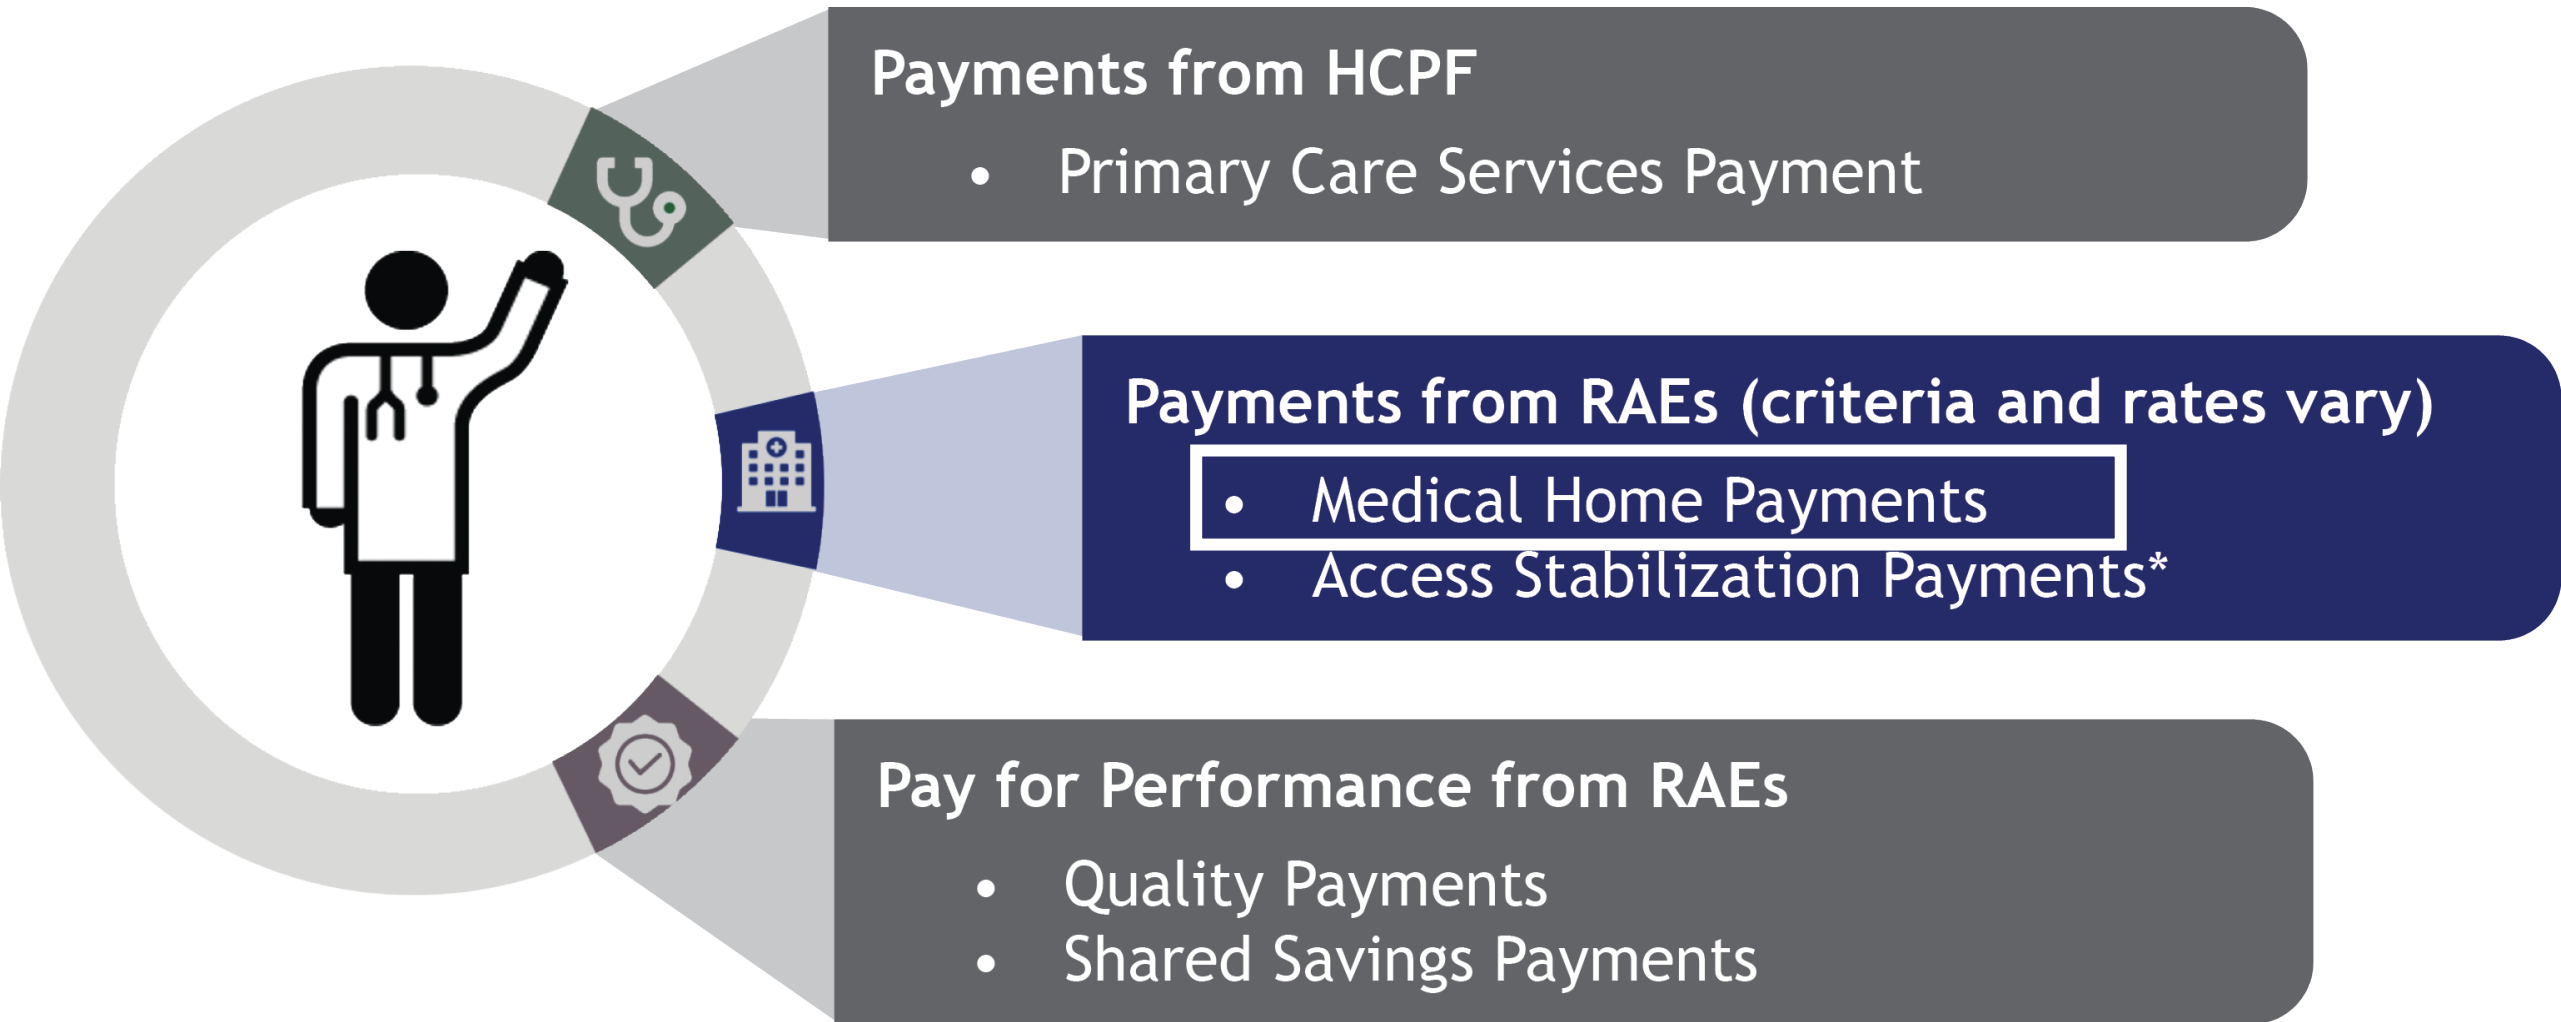 Payments from HCPF
• Primary Care Services Payment
Payments from RAEs (criteria and rates vary)
• Medical Home Payments
• Access Stabilization Payments*
Pay for Performance from RAEs
• Quality Payments
• Shared Savings Payments